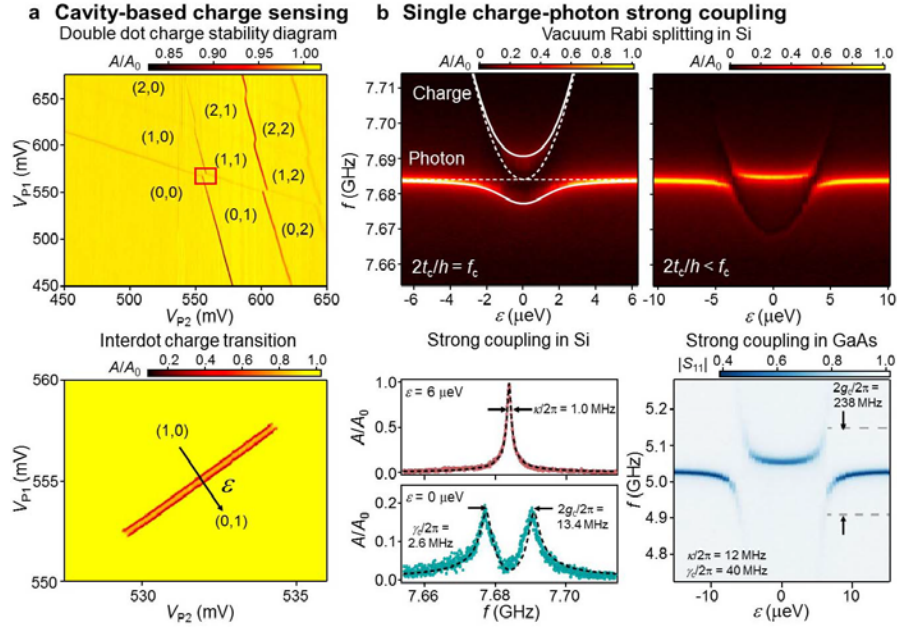 a Cavity-based charge sensing
Double dot charge stability diagram
A/A0 0.85 0.90 0.95 1.00
(2,0)
(2,1)
(2,2)
(1,0)
(1,1)
(1,2)
(0,0)
(0,1)
(0,2)
650
600
550
500
450
VP1 (mV)
450 500 550 600 650
VP2 (mV)
Interdot charge transition
A/A0 0.2 0.4 0.6 0.8 1.0
(1,0)
ε
(0,1)
560
555
550
VP1 (mV)
530 535
VP2 (mV)
b Single charge-photon strong coupling
Vacuum Rabi splitting in Si
A/A0 0 0.2 0.4 0.6 0.8 1.0
Charge
Photon
2tc/h = fc
7.71
7.70
7.69
7.68
7.67
7.66
f (GHz)
-6 -4 -2 0 2 4 6
ε (μeV)
A/A0 0 0.2 0.4 0.6 0.8 1.0
2tc/h < fc
-10 -5 0 5 10
ε (μeV)
Strong coupling in Si
ε = 6 μeV
κ/2π = 1.0 MHz
1.0
0.5
0.0
A/A0
ε = 0 μeV
γc/2π =
2.6 MHz
2gc/2π =
13.4 MHz
0.2
0.1
0.0
A/A0
7.66 7.68 7.70
f (GHz)
Strong coupling in GaAs
|S11| 0.4 0.6 0.8 1.0
2gc/2π =
238 MHz
5.2
5.1
5.0
4.9
4.8
f (GHz)
κ/2π = 12 MHz
γc/2π = 40 MHz
-10 0 10
ε (μeV)